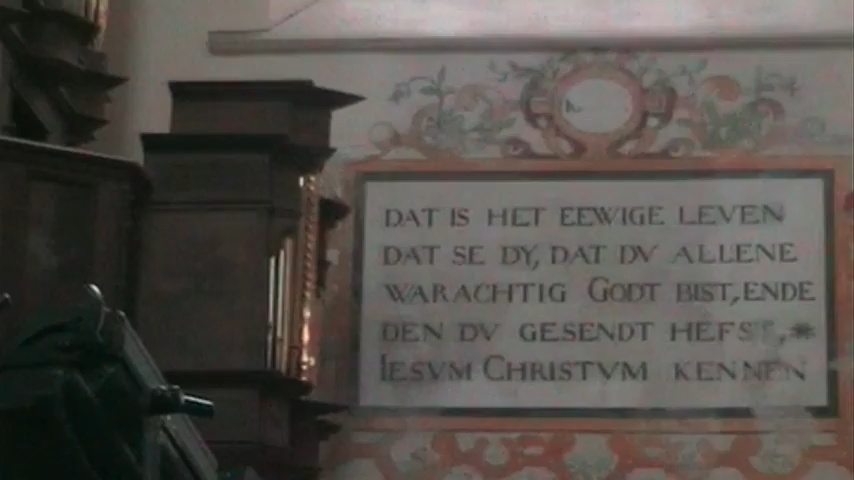 DAT IS HET EEWIGE LEVEN
DAT SE DY, DAT DV ALLENE
WARACHTIG GODT BIST, ENDE
DEN DV GESENDT HEFST, *
IESVM CHRISTVM KENNEN